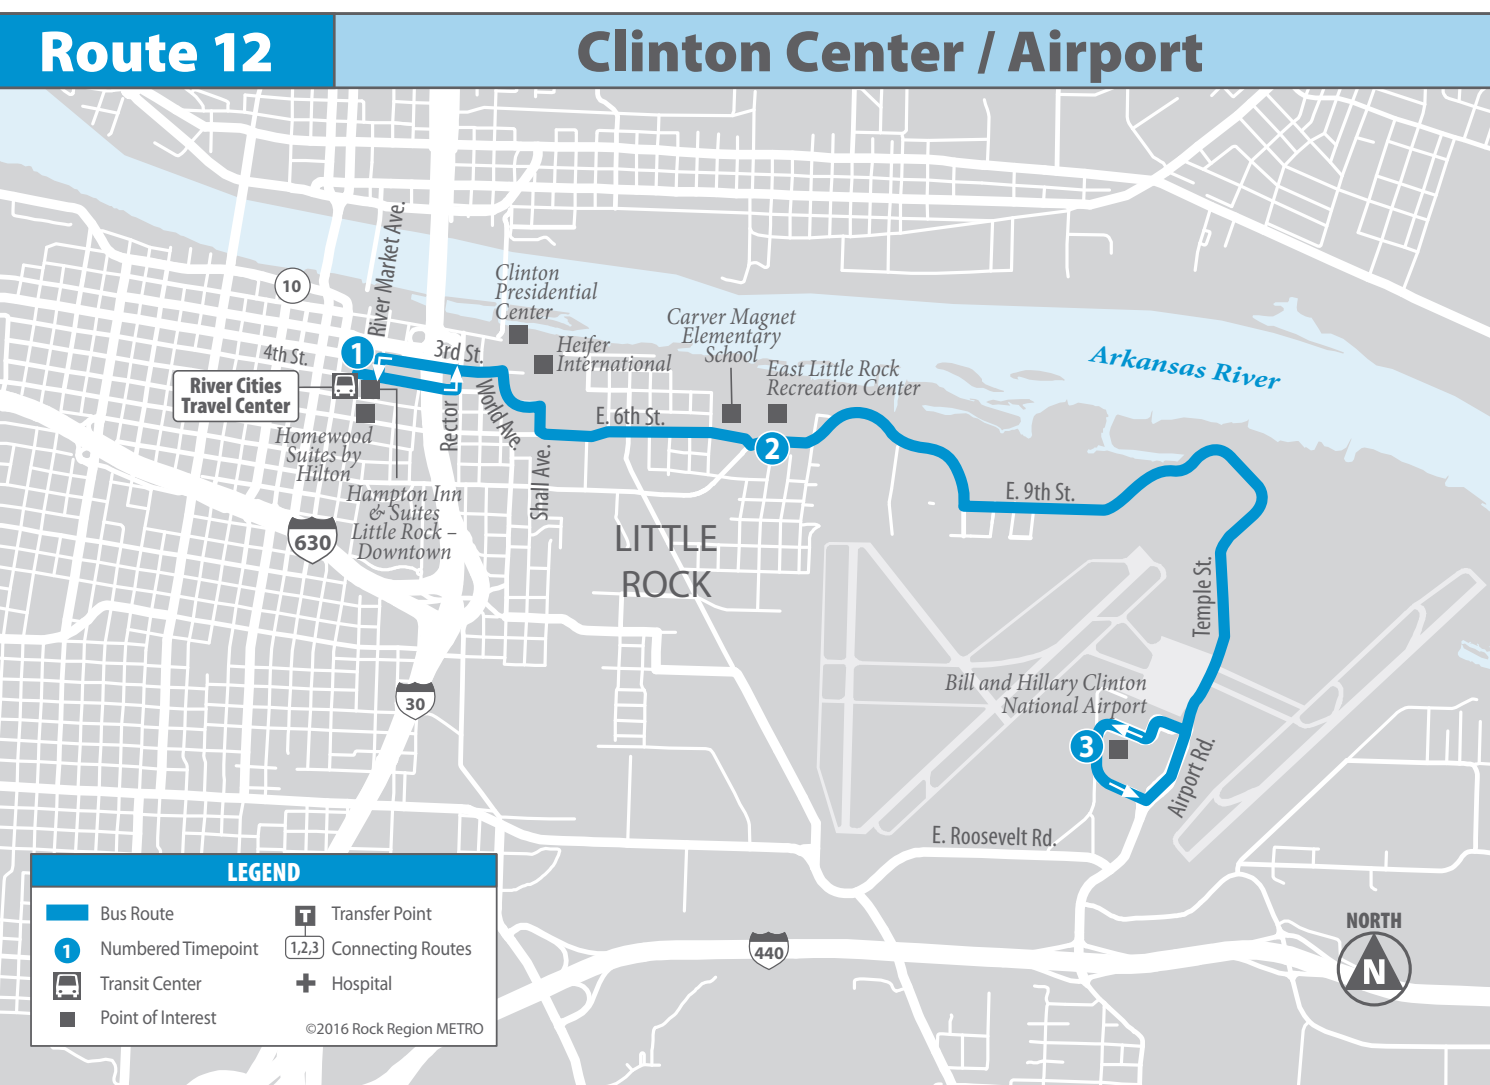 Route 12
Clinton Center / Airport
10
River Market Ave.
4th St.
1
3rd St.
River Cities
Travel Center
Homewood
Suites by
Hilton
Hampton Inn
& Suites
Little Rock –
Downtown
Rector
World Ave.
Shall Ave.
Clinton
Presidential
Center
Heifer
International
Carver Magnet
Elementary
School
East Little Rock
Recreation Center
E. 6th St.
2
Arkansas River
E. 9th St.
630
LITTLE
ROCK
30
Temple St.
Bill and Hillary Clinton
National Airport
3
Airport Rd.
E. Roosevelt Rd.
440
NORTH
N
LEGEND
Bus Route
1
Numbered Timepoint
Transit Center
Point of Interest
T
Transfer Point
1,2,3
Connecting Routes
Hospital
©2016 Rock Region METRO